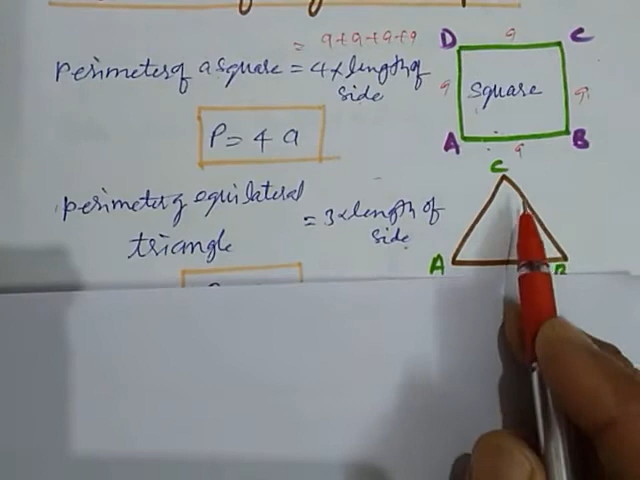 = a+a+a+a
Perimeter of a square = 4 x length of
side
P = 4 a
D
a
C
a
Square
a
A
a
B
Perimeter of equilateral
triangle
= 3 x length of
side
C
A
B